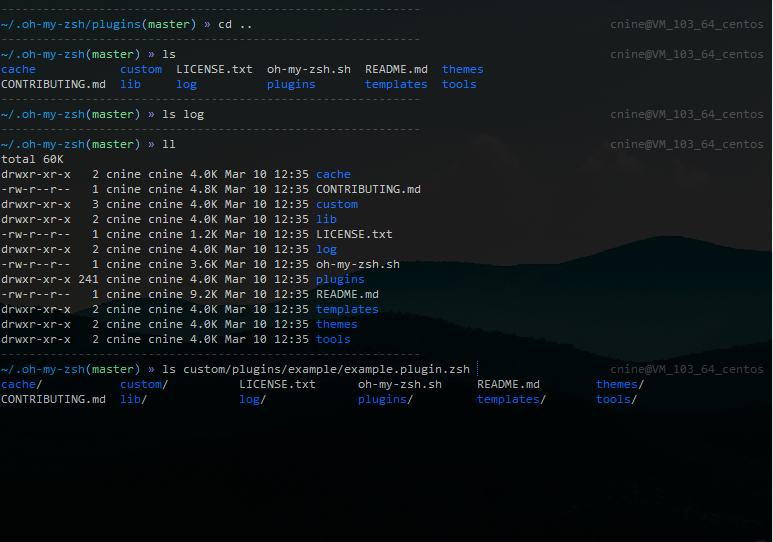 ~/.oh-my-zsh/plugins(master) » cd .. cnine@VM_103_64_centos
~/.oh-my-zsh(master) » ls cnine@VM_103_64_centos
cache custom LICENSE.txt oh-my-zsh.sh README.md themes
CONTRIBUTING.md lib log plugins templates tools
~/.oh-my-zsh(master) » ls log cnine@VM_103_64_centos
~/.oh-my-zsh(master) » ll cnine@VM_103_64_centos
total 60K
drwxr-xr-x 2 cnine cnine 4.0K Mar 10 12:35 cache
-rw-r--r-- 1 cnine cnine 4.8K Mar 10 12:35 CONTRIBUTING.md
drwxr-xr-x 3 cnine cnine 4.0K Mar 10 12:35 custom
drwxr-xr-x 2 cnine cnine 4.0K Mar 10 12:35 lib
-rw-r--r-- 1 cnine cnine 1.2K Mar 10 12:35 LICENSE.txt
drwxr-xr-x 2 cnine cnine 4.0K Mar 10 12:35 log
-rw-r--r-- 1 cnine cnine 3.6K Mar 10 12:35 oh-my-zsh.sh
drwxr-xr-x 241 cnine cnine 4.0K Mar 10 12:35 plugins
-rw-r--r-- 1 cnine cnine 9.2K Mar 10 12:35 README.md
drwxr-xr-x 2 cnine cnine 4.0K Mar 10 12:35 templates
drwxr-xr-x 2 cnine cnine 4.0K Mar 10 12:35 themes
drwxr-xr-x 2 cnine cnine 4.0K Mar 10 12:35 tools
~/.oh-my-zsh(master) » ls custom/plugins/example/example.plugin.zsh cnine@VM_103_64_centos
cache/ custom/ LICENSE.txt oh-my-zsh.sh README.md themes/
CONTRIBUTING.md lib/ log/ plugins/ templates/ tools/